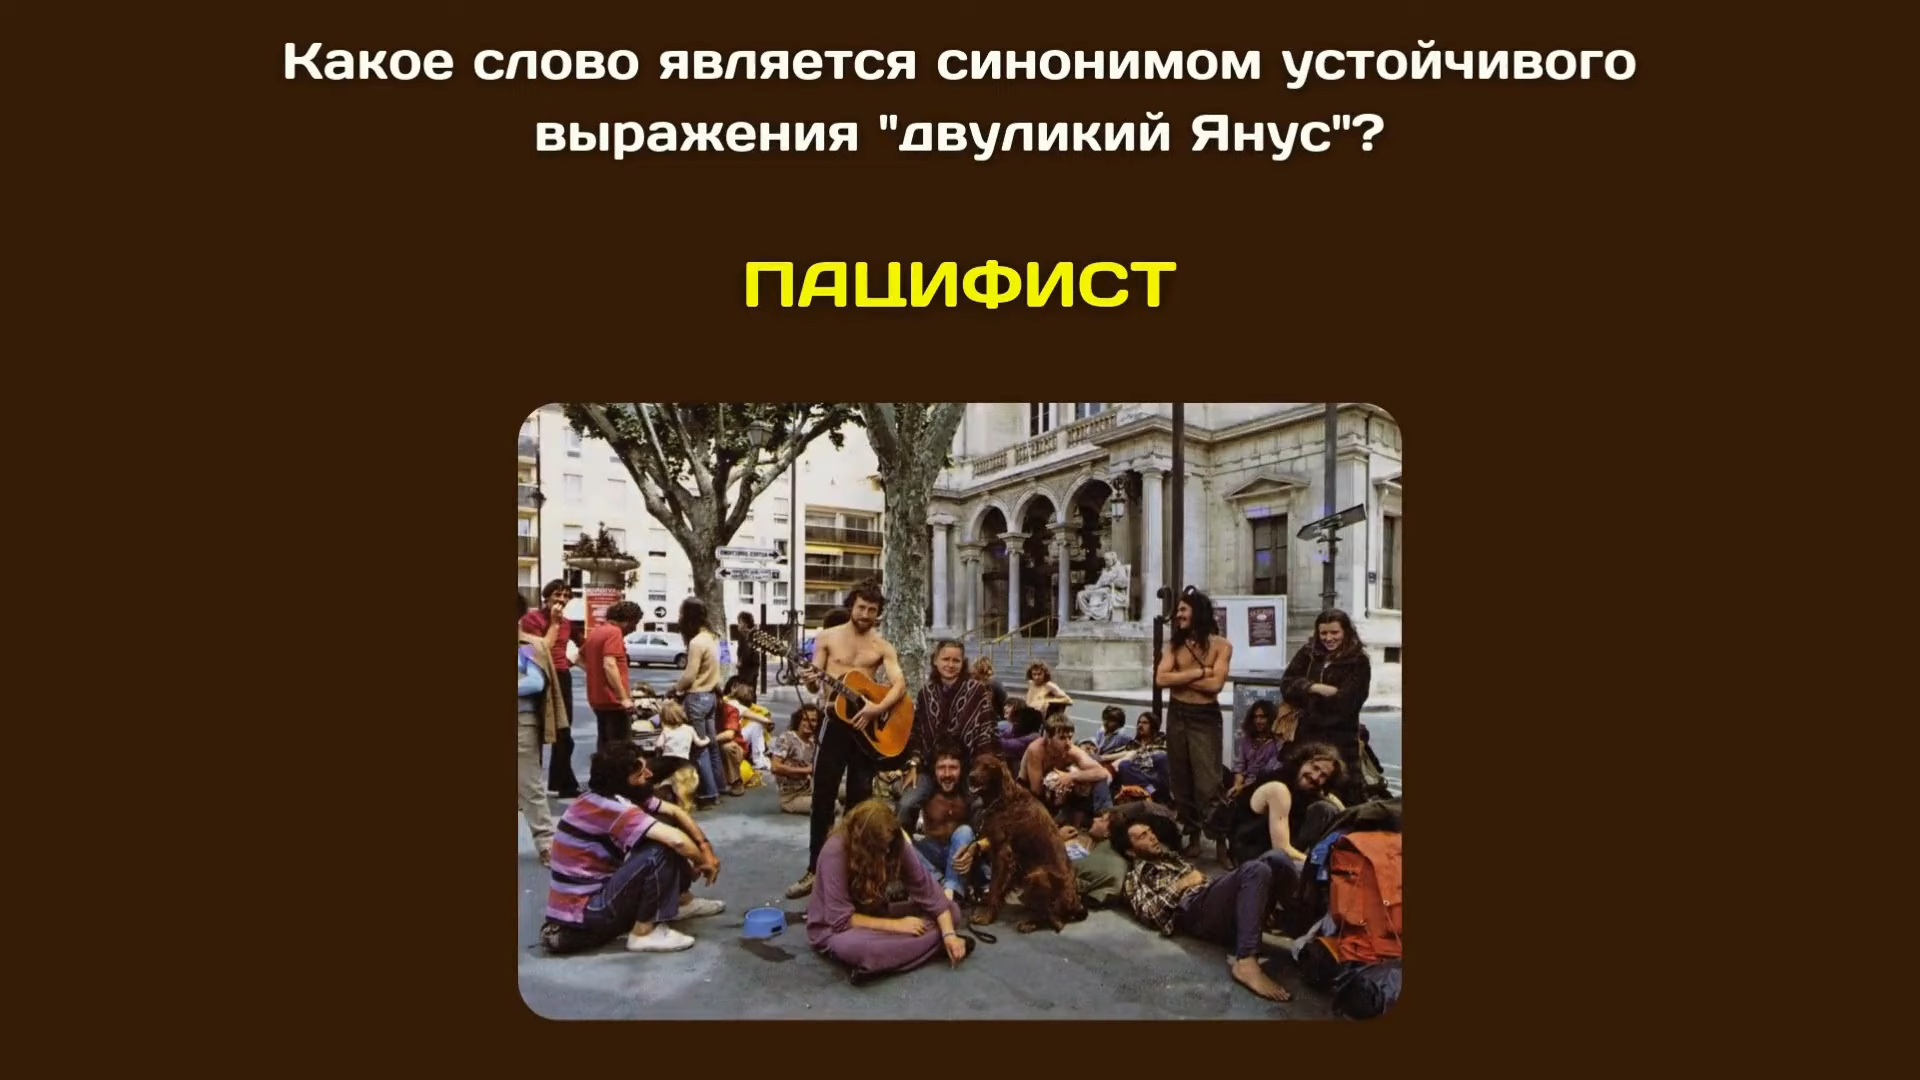 Какое слово является синонимом устойчивого
выражения "двуликий Янус"?
ПАЦИФИСТ